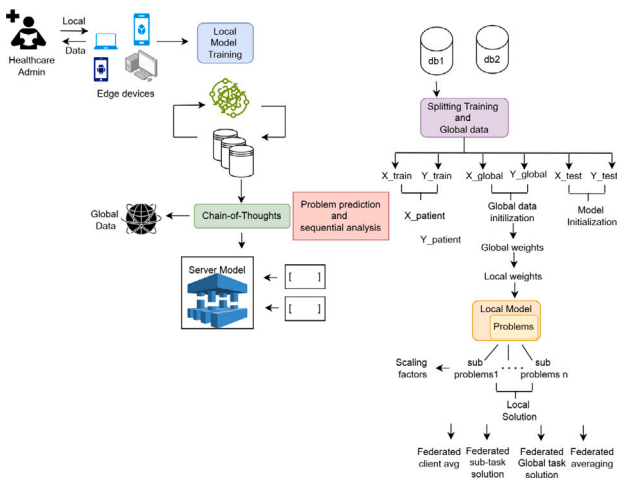 Healthcare
Admin
Local
Data
Edge devices
Local
Model
Training
Global
Data
Chain-of-Thoughts
Problem prediction
and
sequential analysis
Server Model
[ ]
[ ]
db1
db2
Splitting Training
and
Global data
X_train
Y_train
X_global
Y_global
X_test
Y_test
X_patient
Y_patient
Global data
initilization
Model
Initialization
Global weights
Local weights
Local Model
Problems
Scaling
factors
sub
problems1
. . . .
sub
problems n
Local
Solution
Federated
client avg
Federated
sub-task
solution
Federated
Global task
solution
Federated
averaging